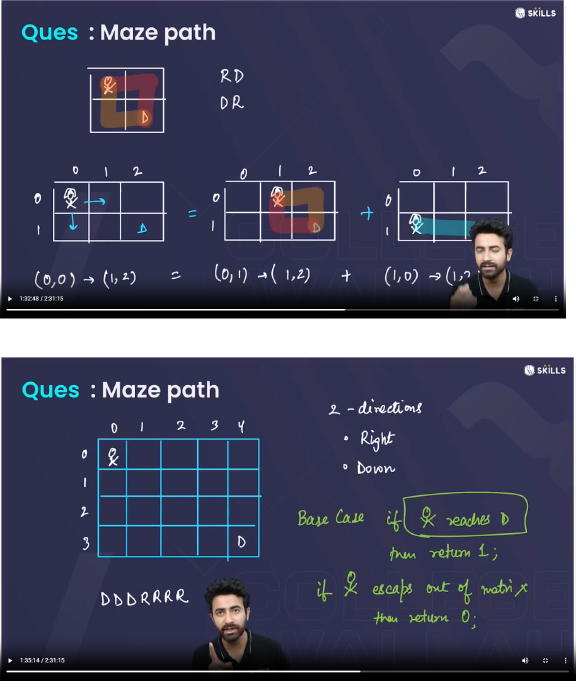 SKILLS
Ques : Maze path
RD
DR
D
0 1 2
0 1 2
0 1 2
0
0
0
=
+
1
D
1
D
1
(0,0) → (1,2) = (0,1) → (1,2) + (1,0) → (1,2
1:32:48 / 2:31:15
SKILLS
Ques : Maze path
2 - directions
• Right
• Down
0 1 2 3 4
0
1
2
3
D
Base Case if reaches D
then return 1;
if escaps out of matrix
then return 0;
DDDRRRR
1:35:14 / 2:31:15